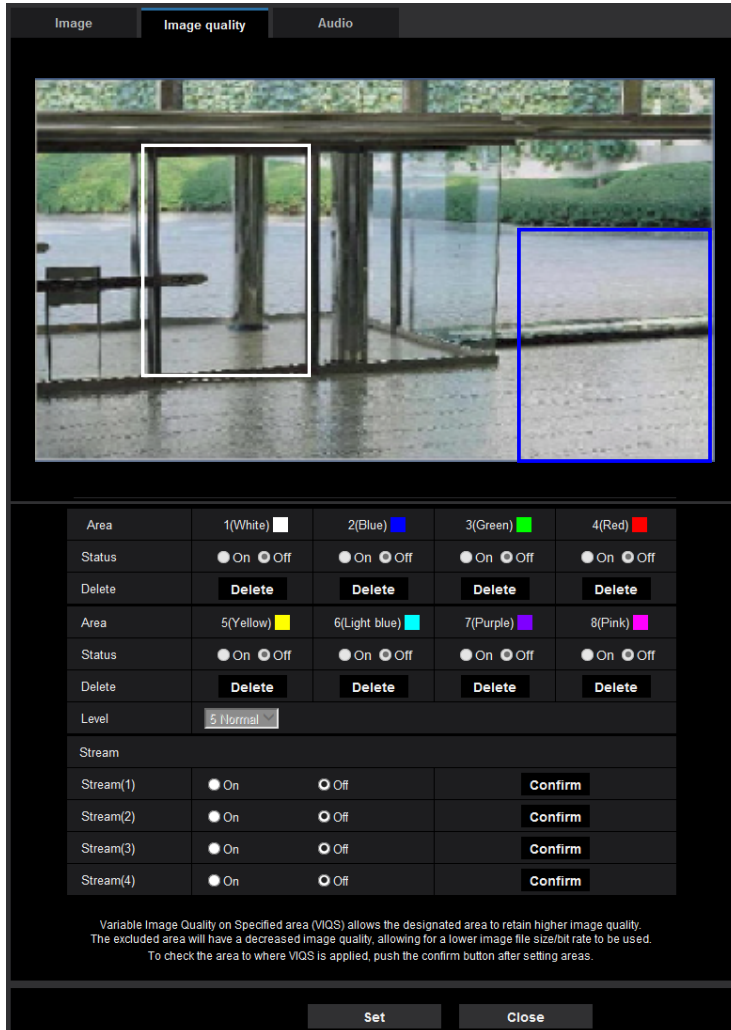 Image Image quality Audio
Area 1(White) 2(Blue) 3(Green) 4(Red)
Status On Off On Off On Off On Off
Delete Delete Delete Delete Delete
Area 5(Yellow) 6(Light blue) 7(Purple) 8(Pink)
Status On Off On Off On Off On Off
Delete Delete Delete Delete Delete
Level 5 Normal
Stream
Stream(1) On Off Confirm
Stream(2) On Off Confirm
Stream(3) On Off Confirm
Stream(4) On Off Confirm
Variable Image Quality on Specified area (VIQS) allows the designated area to retain higher image quality.
The excluded area will have a decreased image quality, allowing for a lower image file size/bit rate to be used.
To check the area to where VIQS is applied, push the confirm button after setting areas.
Set Close